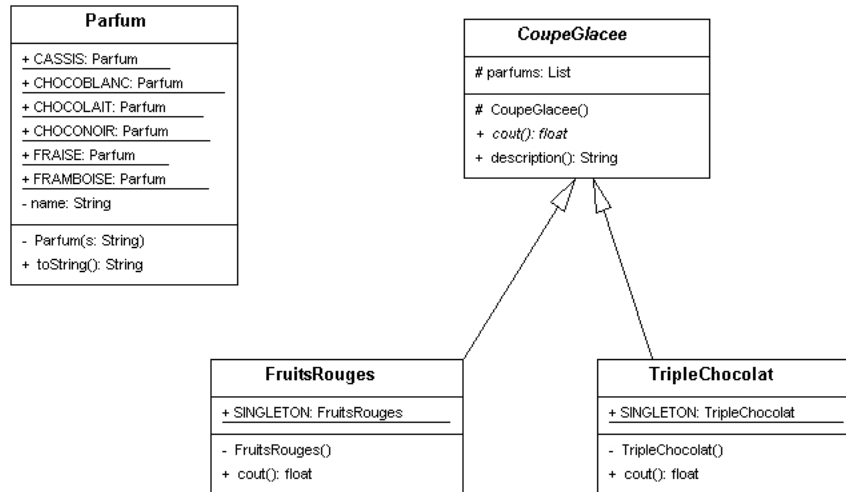 Parfum
+ CASSIS: Parfum
+ CHOCOBLANC: Parfum
+ CHOCOLAIT: Parfum
+ CHOCONOIR: Parfum
+ FRAISE: Parfum
+ FRAMBOISE: Parfum
- name: String
- Parfum(s: String)
+ toString(): String
CoupeGlacee
# parfums: List
# CoupeGlacee()
+ cout(): float
+ description(): String
FruitsRouges
+ SINGLETON: FruitsRouges
- FruitsRouges()
+ cout(): float
TripleChocolat
+ SINGLETON: TripleChocolat
- TripleChocolat()
+ cout(): float